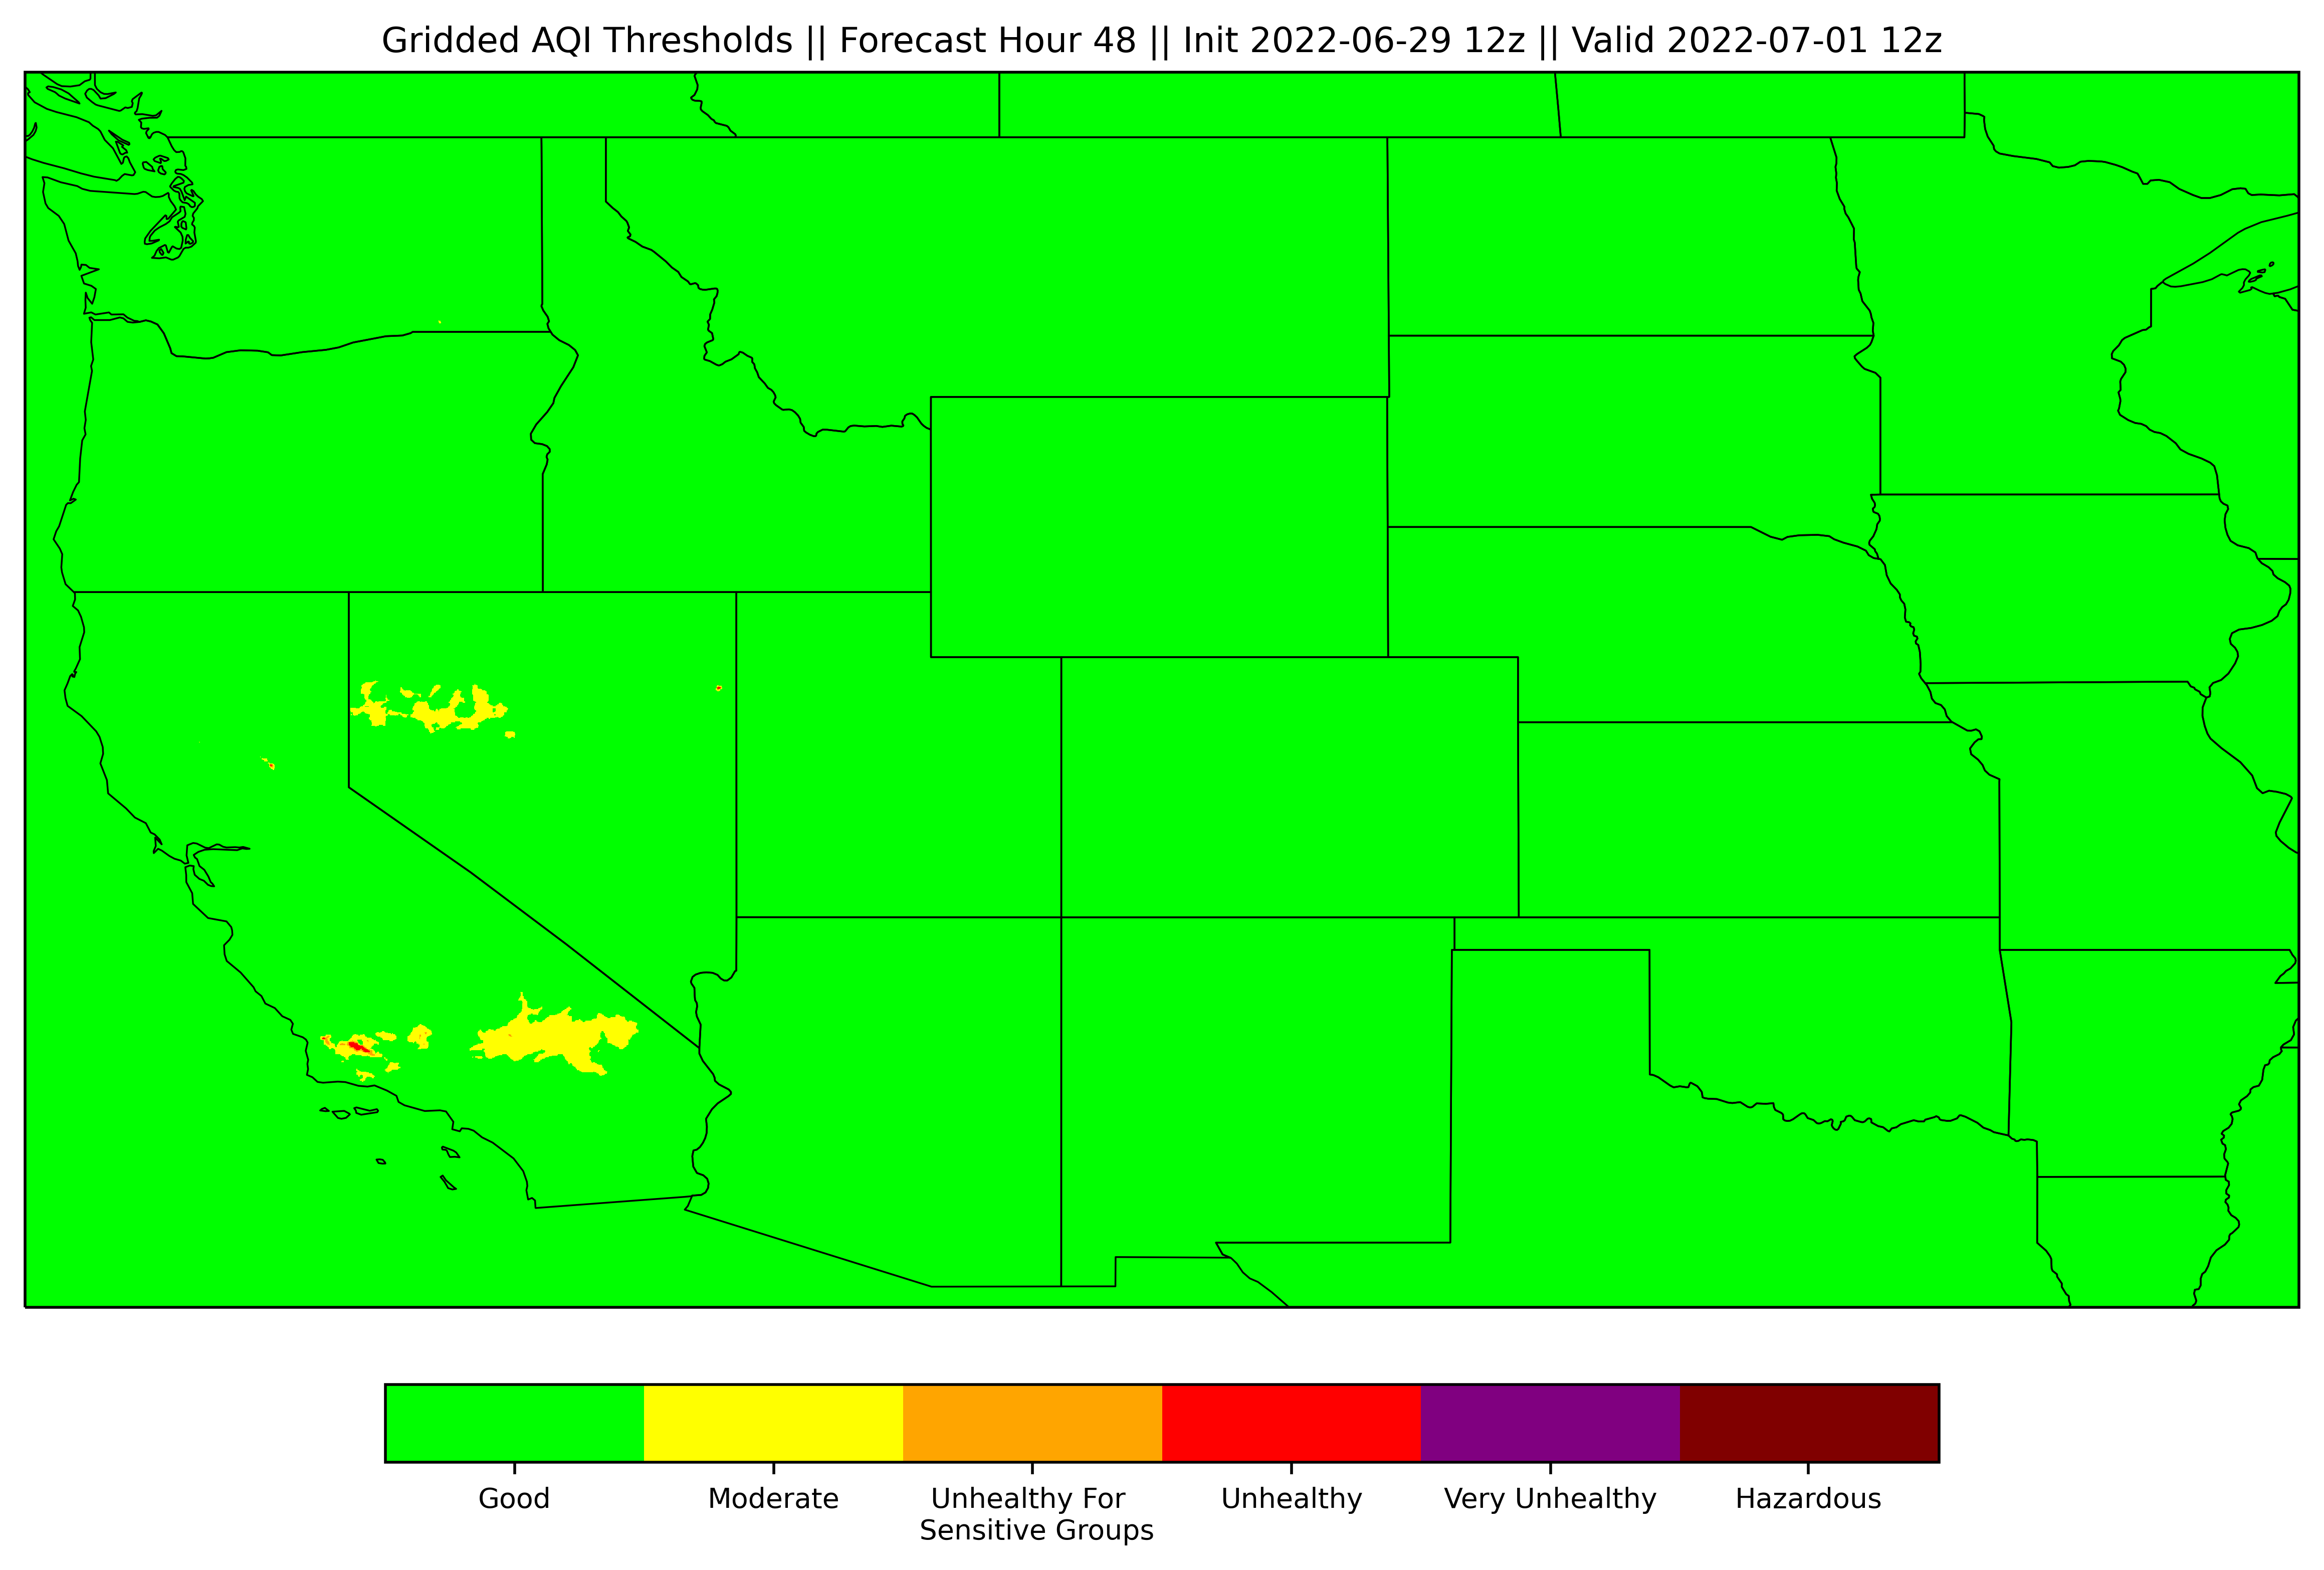 Gridded AQI Thresholds || Forecast Hour 48 || Init 2022-06-29 12z || Valid 2022-07-01 12z
Good Moderate Unhealthy For Unhealthy Very Unhealthy Hazardous
Sensitive Groups